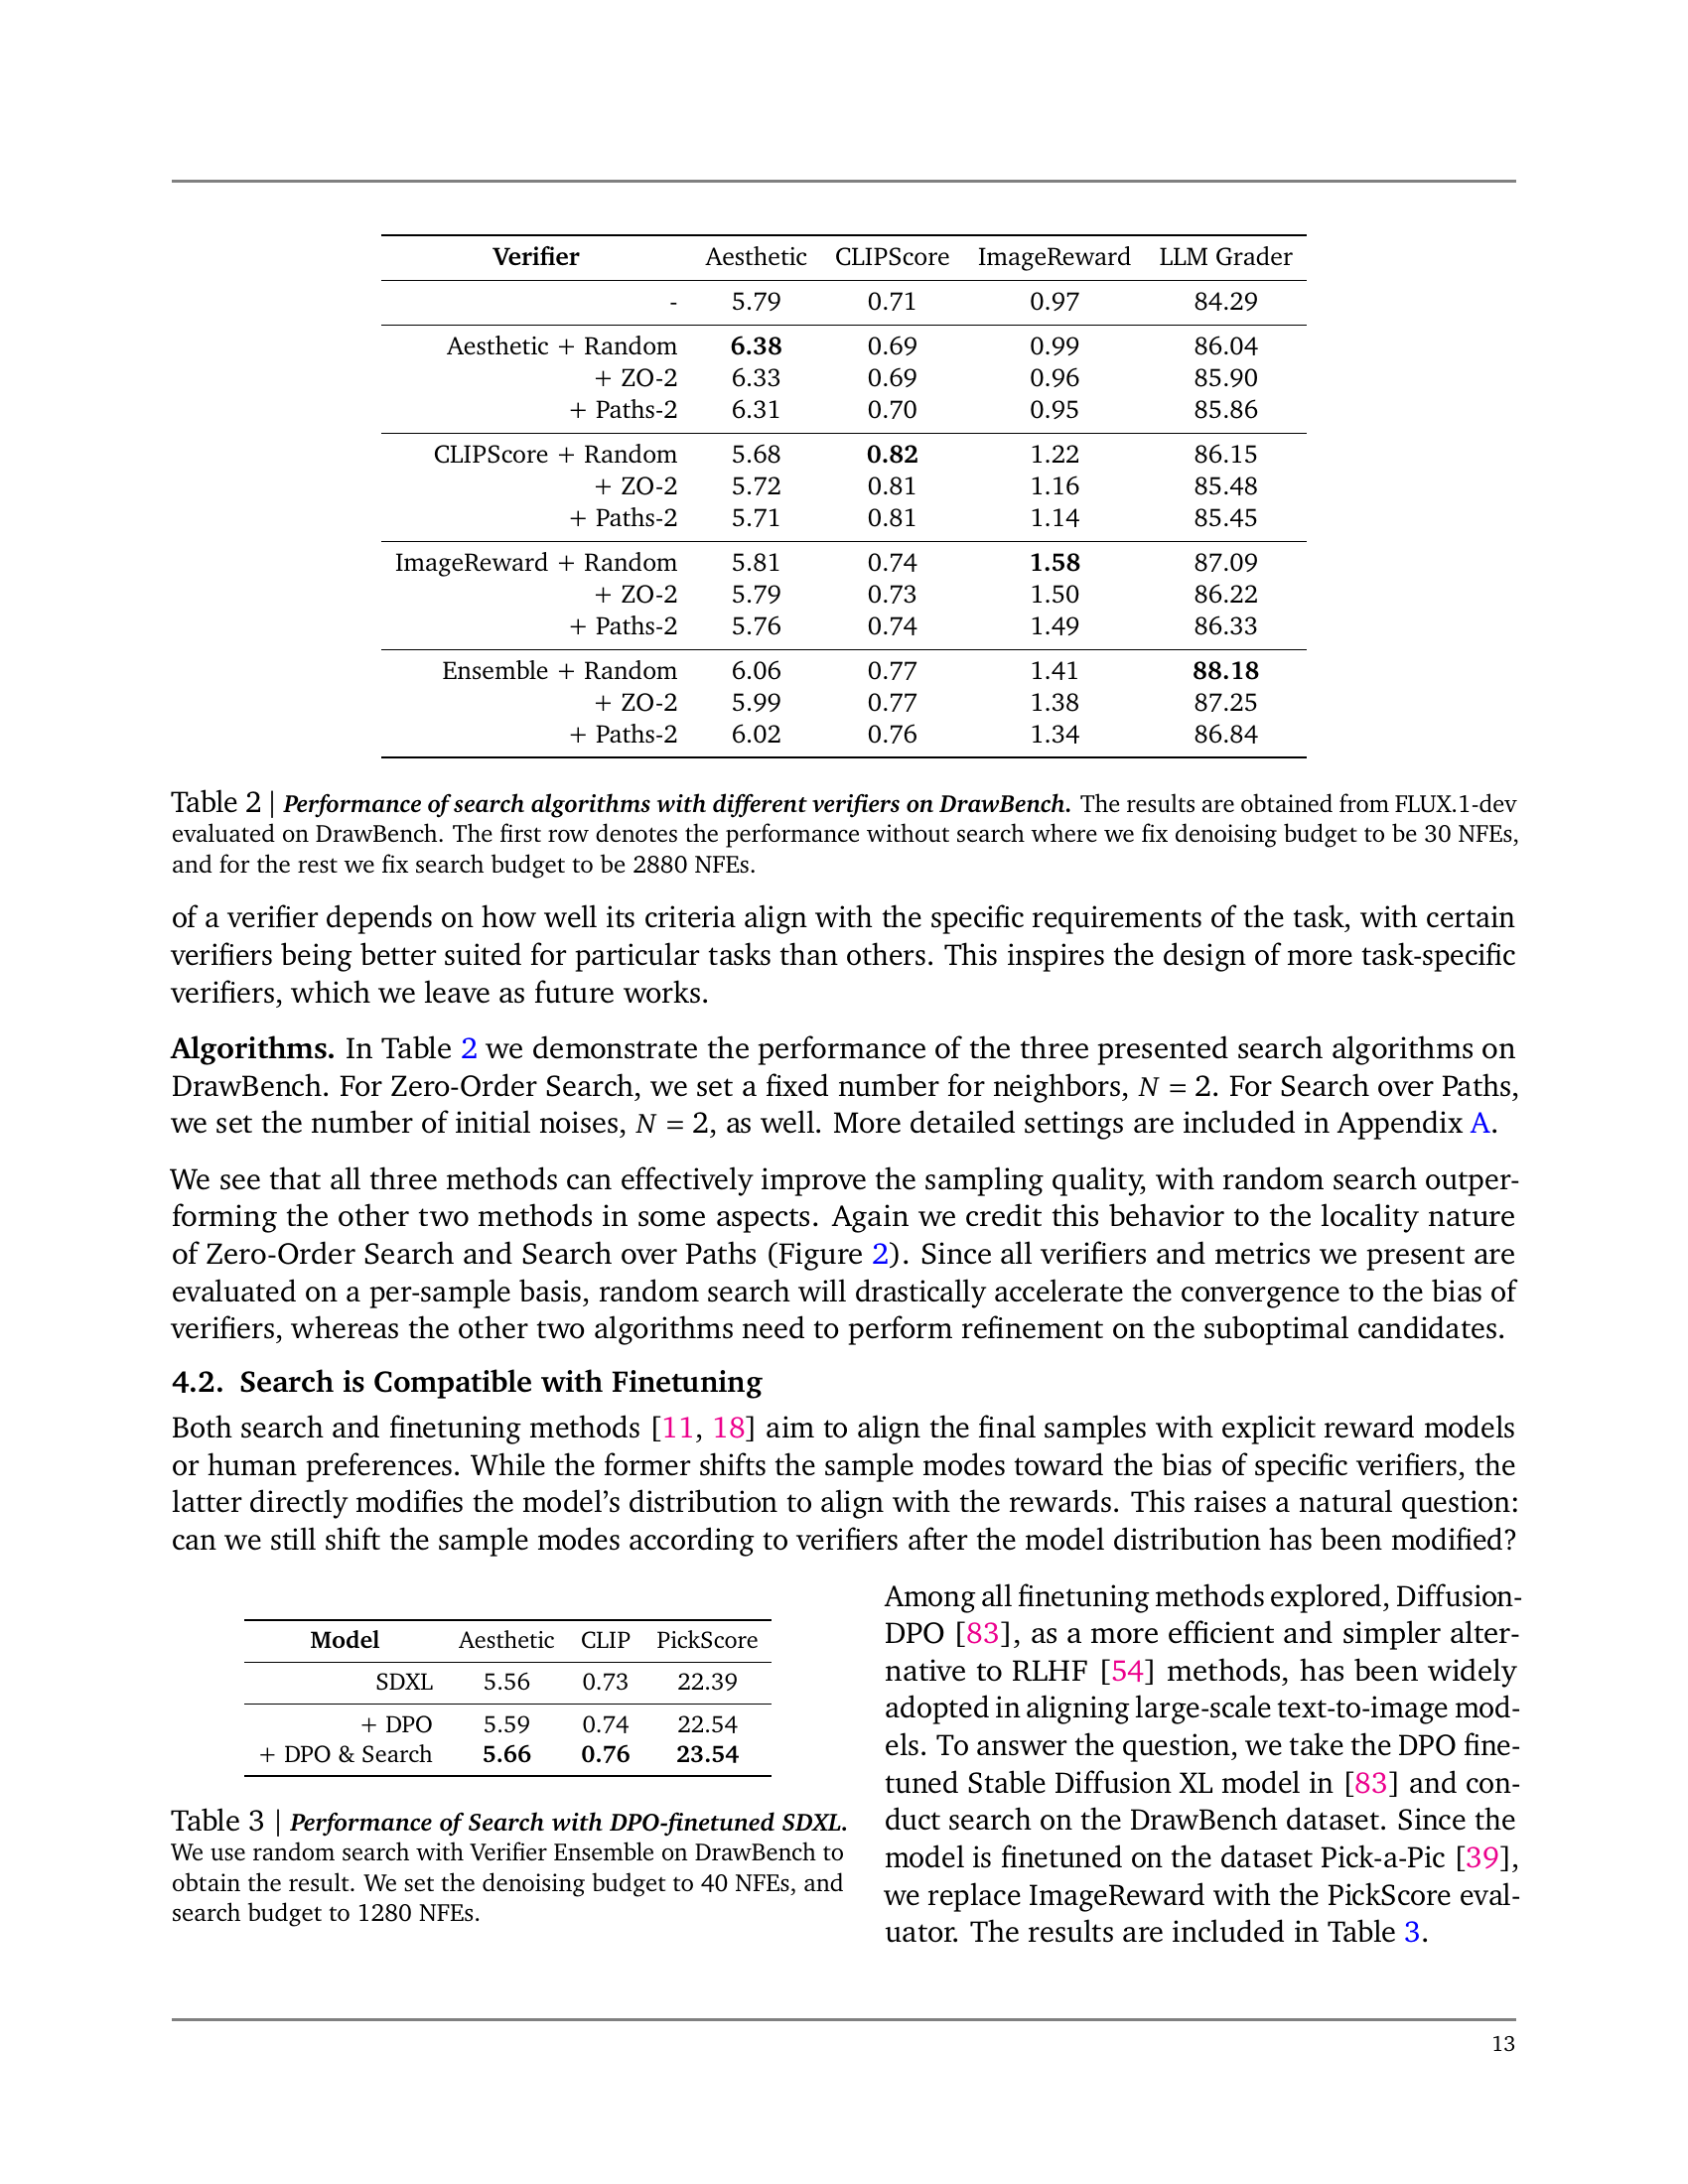 Verifier Aesthetic CLIPScore ImageReward LLM Grader
- 5.79 0.71 0.97 84.29
Aesthetic + Random 6.38 0.69 0.99 86.04
+ ZO-2 6.33 0.69 0.96 85.90
+ Paths-2 6.31 0.70 0.95 85.86
CLIPScore + Random 5.68 0.82 1.22 86.15
+ ZO-2 5.72 0.81 1.16 85.48
+ Paths-2 5.71 0.81 1.14 85.45
ImageReward + Random 5.81 0.74 1.58 87.09
+ ZO-2 5.79 0.73 1.50 86.22
+ Paths-2 5.76 0.74 1.49 86.33
Ensemble + Random 6.06 0.77 1.41 88.18
+ ZO-2 5.99 0.77 1.38 87.25
+ Paths-2 6.02 0.76 1.34 86.84
Table 2 | Performance of search algorithms with different verifiers on DrawBench. The results are obtained from FLUX.1-dev
evaluated on DrawBench. The first row denotes the performance without search where we fix denoising budget to be 30 NFEs,
and for the rest we fix search budget to be 2880 NFEs.
of a verifier depends on how well its criteria align with the specific requirements of the task, with certain
verifiers being better suited for particular tasks than others. This inspires the design of more task-specific
verifiers, which we leave as future works.
Algorithms. In Table 2 we demonstrate the performance of the three presented search algorithms on
DrawBench. For Zero-Order Search, we set a fixed number for neighbors, N = 2. For Search over Paths,
we set the number of initial noises, N = 2, as well. More detailed settings are included in Appendix A.
We see that all three methods can effectively improve the sampling quality, with random search outper-
forming the other two methods in some aspects. Again we credit this behavior to the locality nature
of Zero-Order Search and Search over Paths (Figure 2). Since all verifiers and metrics we present are
evaluated on a per-sample basis, random search will drastically accelerate the convergence to the bias of
verifiers, whereas the other two algorithms need to perform refinement on the suboptimal candidates.
4.2. Search is Compatible with Finetuning
Both search and finetuning methods [11, 18] aim to align the final samples with explicit reward models
or human preferences. While the former shifts the sample modes toward the bias of specific verifiers, the
latter directly modifies the model's distribution to align with the rewards. This raises a natural question:
can we still shift the sample modes according to verifiers after the model distribution has been modified?
Model Aesthetic CLIP PickScore
SDXL 5.56 0.73 22.39
+ DPO 5.59 0.74 22.54
+ DPO & Search 5.66 0.76 23.54
Table 3 | Performance of Search with DPO-finetuned SDXL.
We use random search with Verifier Ensemble on DrawBench to
obtain the result. We set the denoising budget to 40 NFEs, and
search budget to 1280 NFEs.
Among all finetuning methods explored, Diffusion-
DPO [83], as a more efficient and simpler alter-
native to RLHF [54] methods, has been widely
adopted in aligning large-scale text-to-image mod-
els. To answer the question, we take the DPO fine-
tuned Stable Diffusion XL model in [83] and con-
duct search on the DrawBench dataset. Since the
model is finetuned on the dataset Pick-a-Pic [39],
we replace ImageReward with the PickScore eval-
uator. The results are included in Table 3.
13